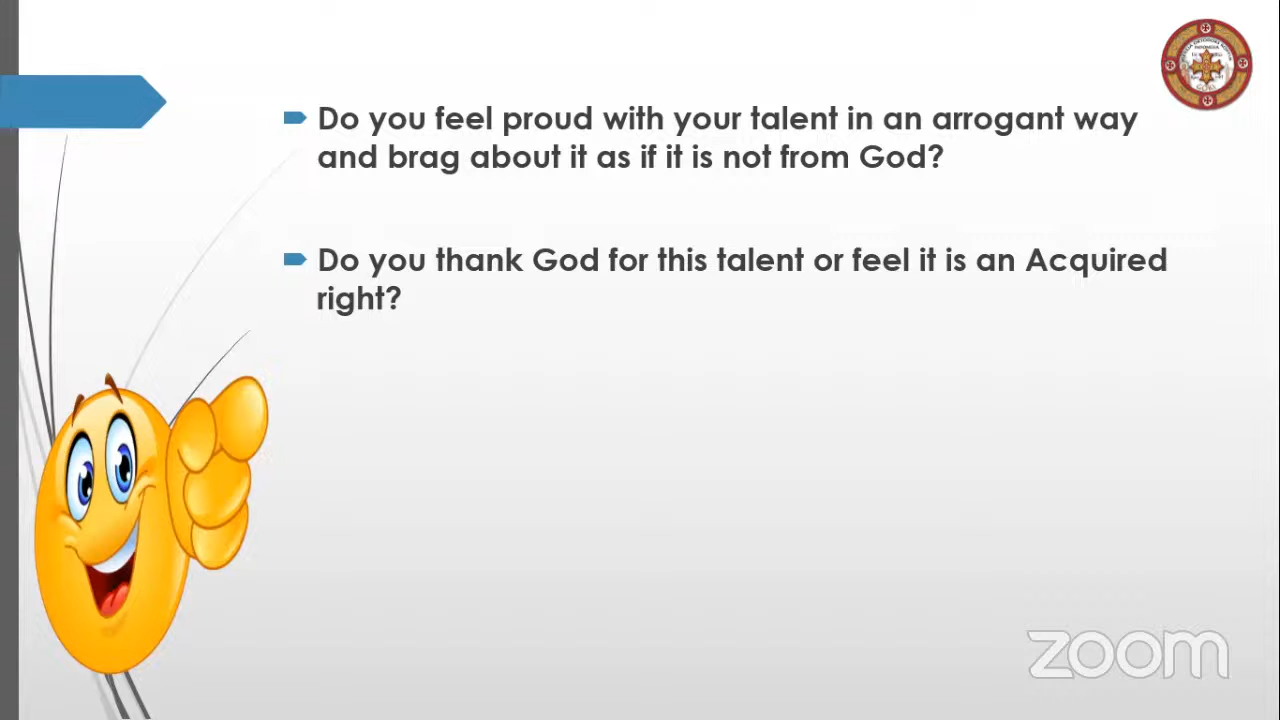 Do you feel proud with your talent in an arrogant way
and brag about it as if it is not from God?
Do you thank God for this talent or feel it is an Acquired
right?
zoom